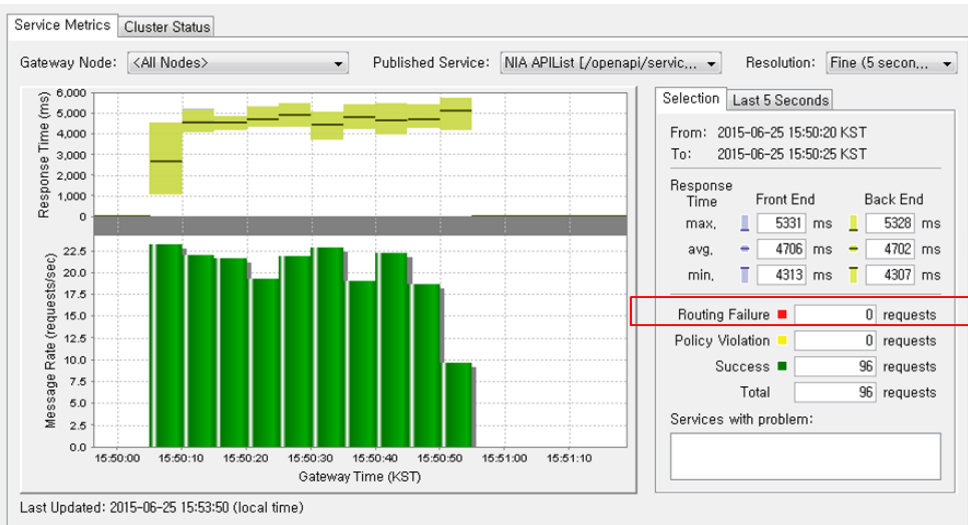 Service Metrics Cluster Status
Gateway Node: <All Nodes> Published Service: NIA APIList [/openapi/servic... Resolution: Fine (5 secon...
Response Time (ms)
6,000
5,000
4,000
3,000
2,000
1,000
0
Message Rate (requests/sec)
22.5
20.0
17.5
15.0
12.5
10.0
7.5
5.0
2.5
0.0
15:50:00 15:50:10 15:50:20 15:50:30 15:50:40 15:50:50 15:51:00 15:51:10
Gateway Time (KST)
Selection Last 5 Seconds
From: 2015-06-25 15:50:20 KST
To: 2015-06-25 15:50:25 KST
Response
Time Front End Back End
max, 5331 ms 5328 ms
avg, 4706 ms 4702 ms
min, 4313 ms 4307 ms
Routing Failure 0 requests
Policy Violation 0 requests
Success 96 requests
Total 96 requests
Services with problem:
Last Updated: 2015-06-25 15:53:50 (local time)